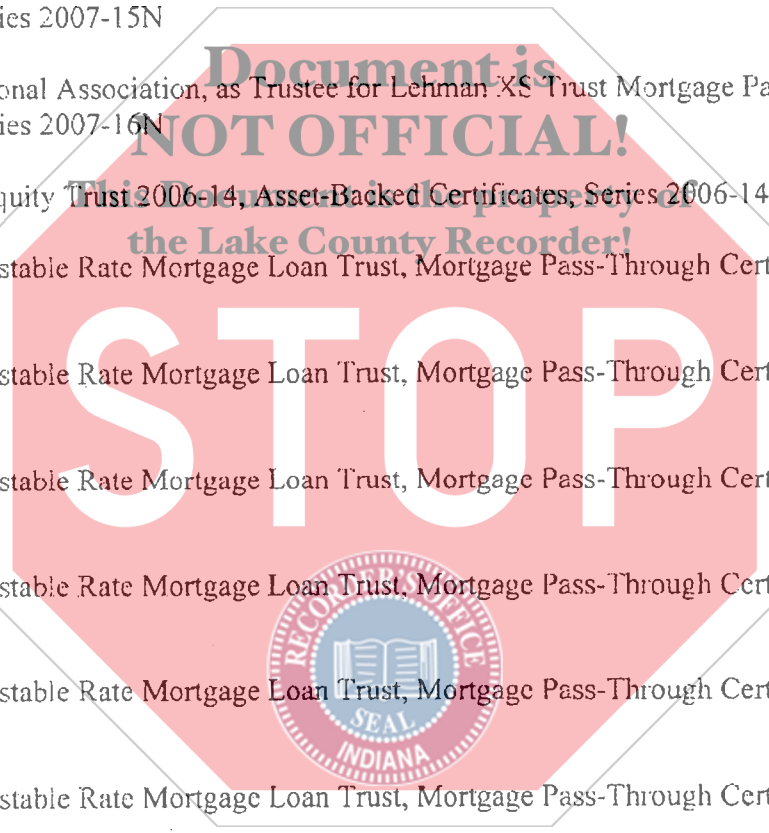 ies 2007-15N
Document is
onal Association, as Trustee for Lehman XS Trust Mortgage Pa
ies 2007-16N
NOT OFFICIAL!
quity Trust 2006-14, Asset-Backed Certificates, Series 2006-14
This Document is the property of
the Lake County Recorder!
stable Rate Mortgage Loan Trust, Mortgage Pass-Through Cert
STOP
stable Rate Mortgage Loan Trust, Mortgage Pass-Through Cert
stable Rate Mortgage Loan Trust, Mortgage Pass-Through Cert
stable Rate Mortgage Loan Trust, Mortgage Pass-Through Cert
RECORDER'S OFFICE
stable Rate Mortgage Loan Trust, Mortgage Pass-Through Cert
SEAL
INDIANA
stable Rate Mortgage Loan Trust, Mortgage Pass-Through Cert